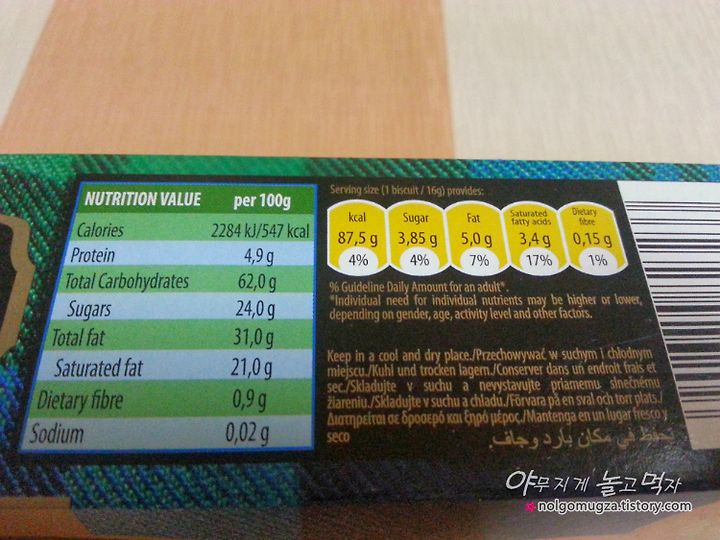 NUTRITION VALUE per 100g
Calories 2284 kJ/547 kcal
Protein 4,9 g
Total Carbohydrates 62,0 g
Sugars 24,0 g
Total fat 31,0 g
Saturated fat 21,0 g
Dietary fibre 0,9 g
Sodium 0,02 g
Serving size (1 biscuit / 16g) provides:
kcal Sugar Fat Saturated fatty acids Dietary fibre
87,5 g 3,85 g 5,0 g 3,4 g 0,15 g
4% 4% 7% 17% 1%
% Guideline Daily Amount for an adult*.
*Individual need for individual nutrients may be higher or lower,
depending on gender, age, activity level and other factors.
Keep in a cool and dry place./Przechowywać w suchym i chłodnym
miejscu./Kuhl und trocken lagern./Conserver dans un endroit frais et
sec./Skladujte v suchu a nevystavujte priamemu slnečnému
žiareniu./Skladujte v suchu a chladu./Förvara på en sval och torr plats./
Διατηρείται σε δροσερό και ξηρό μέρος./Mantenga en un lugar fresco y
seco
تحفظ في مكان بارد وجاف.
야무지게 놀고먹자
nolgomugza.tistory.com